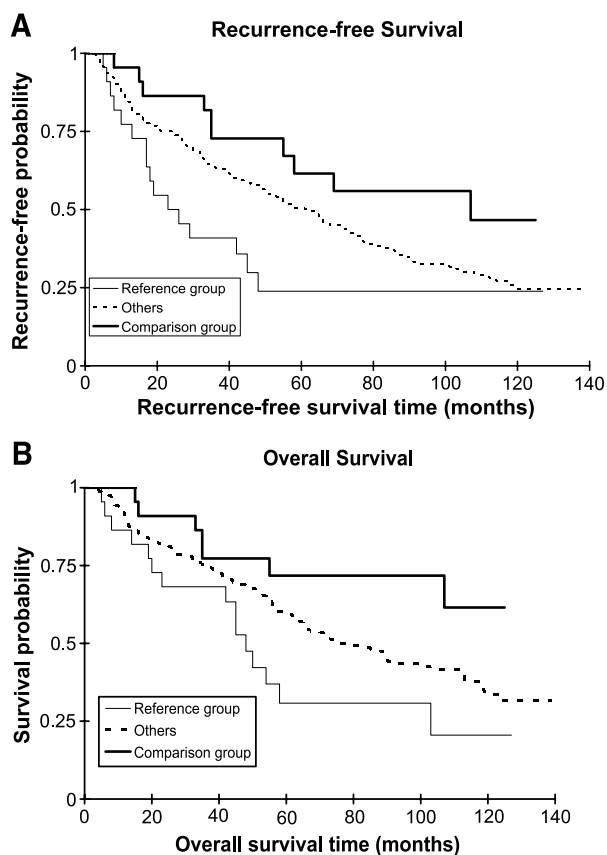 A
Recurrence-free Survival
Recurrence-free probability
1
0.75
0.5
0.25
0
Reference group
Others
Comparison group
0 20 40 60 80 100 120 140
Recurrence-free survival time (months)
B
Overall Survival
Survival probability
1
0.75
0.5
0.25
0
Reference group
Others
Comparison group
0 20 40 60 80 100 120 140
Overall survival time (months)